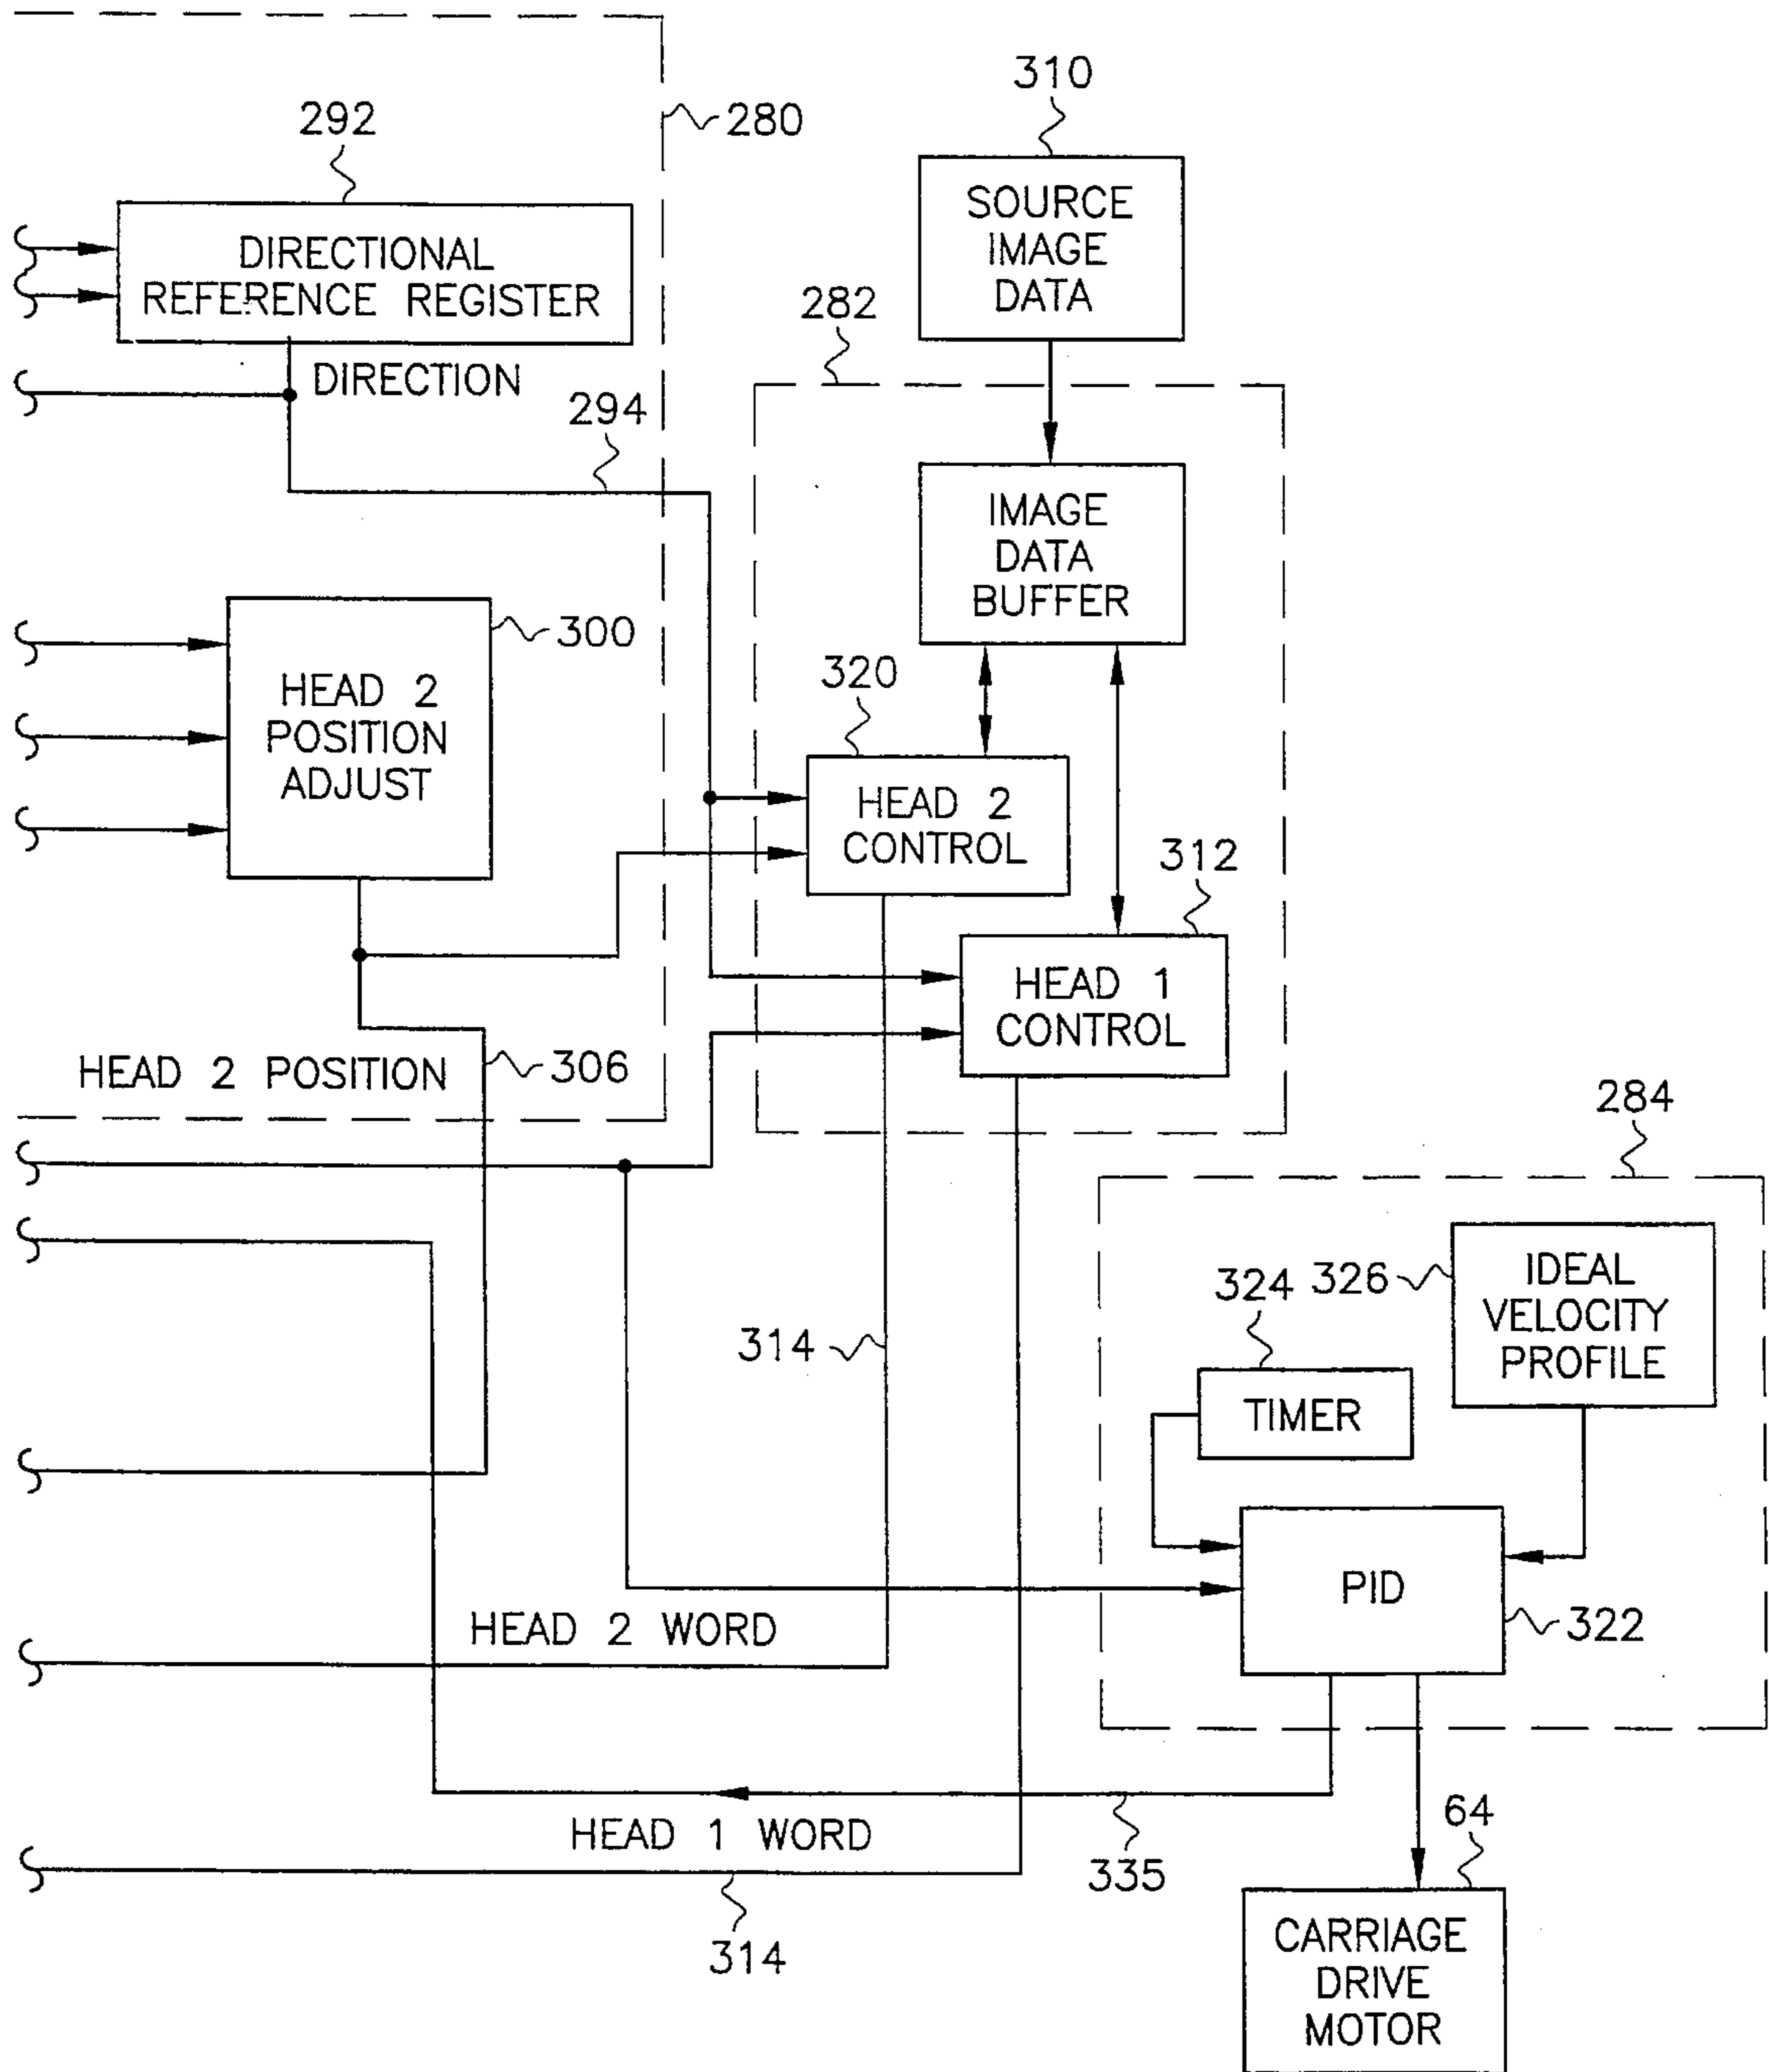 310
280
292
SOURCE
IMAGE
DATA
DIRECTIONAL
REFERENCE REGISTER
282
DIRECTION
294
IMAGE
DATA
BUFFER
300
HEAD 2
POSITION
ADJUST
320
HEAD 2
CONTROL
312
HEAD 1
CONTROL
HEAD 2 POSITION
306
284
324
326
IDEAL
VELOCITY
PROFILE
314
TIMER
PID
322
HEAD 2 WORD
HEAD 1 WORD
335
64
314
CARRIAGE
DRIVE
MOTOR